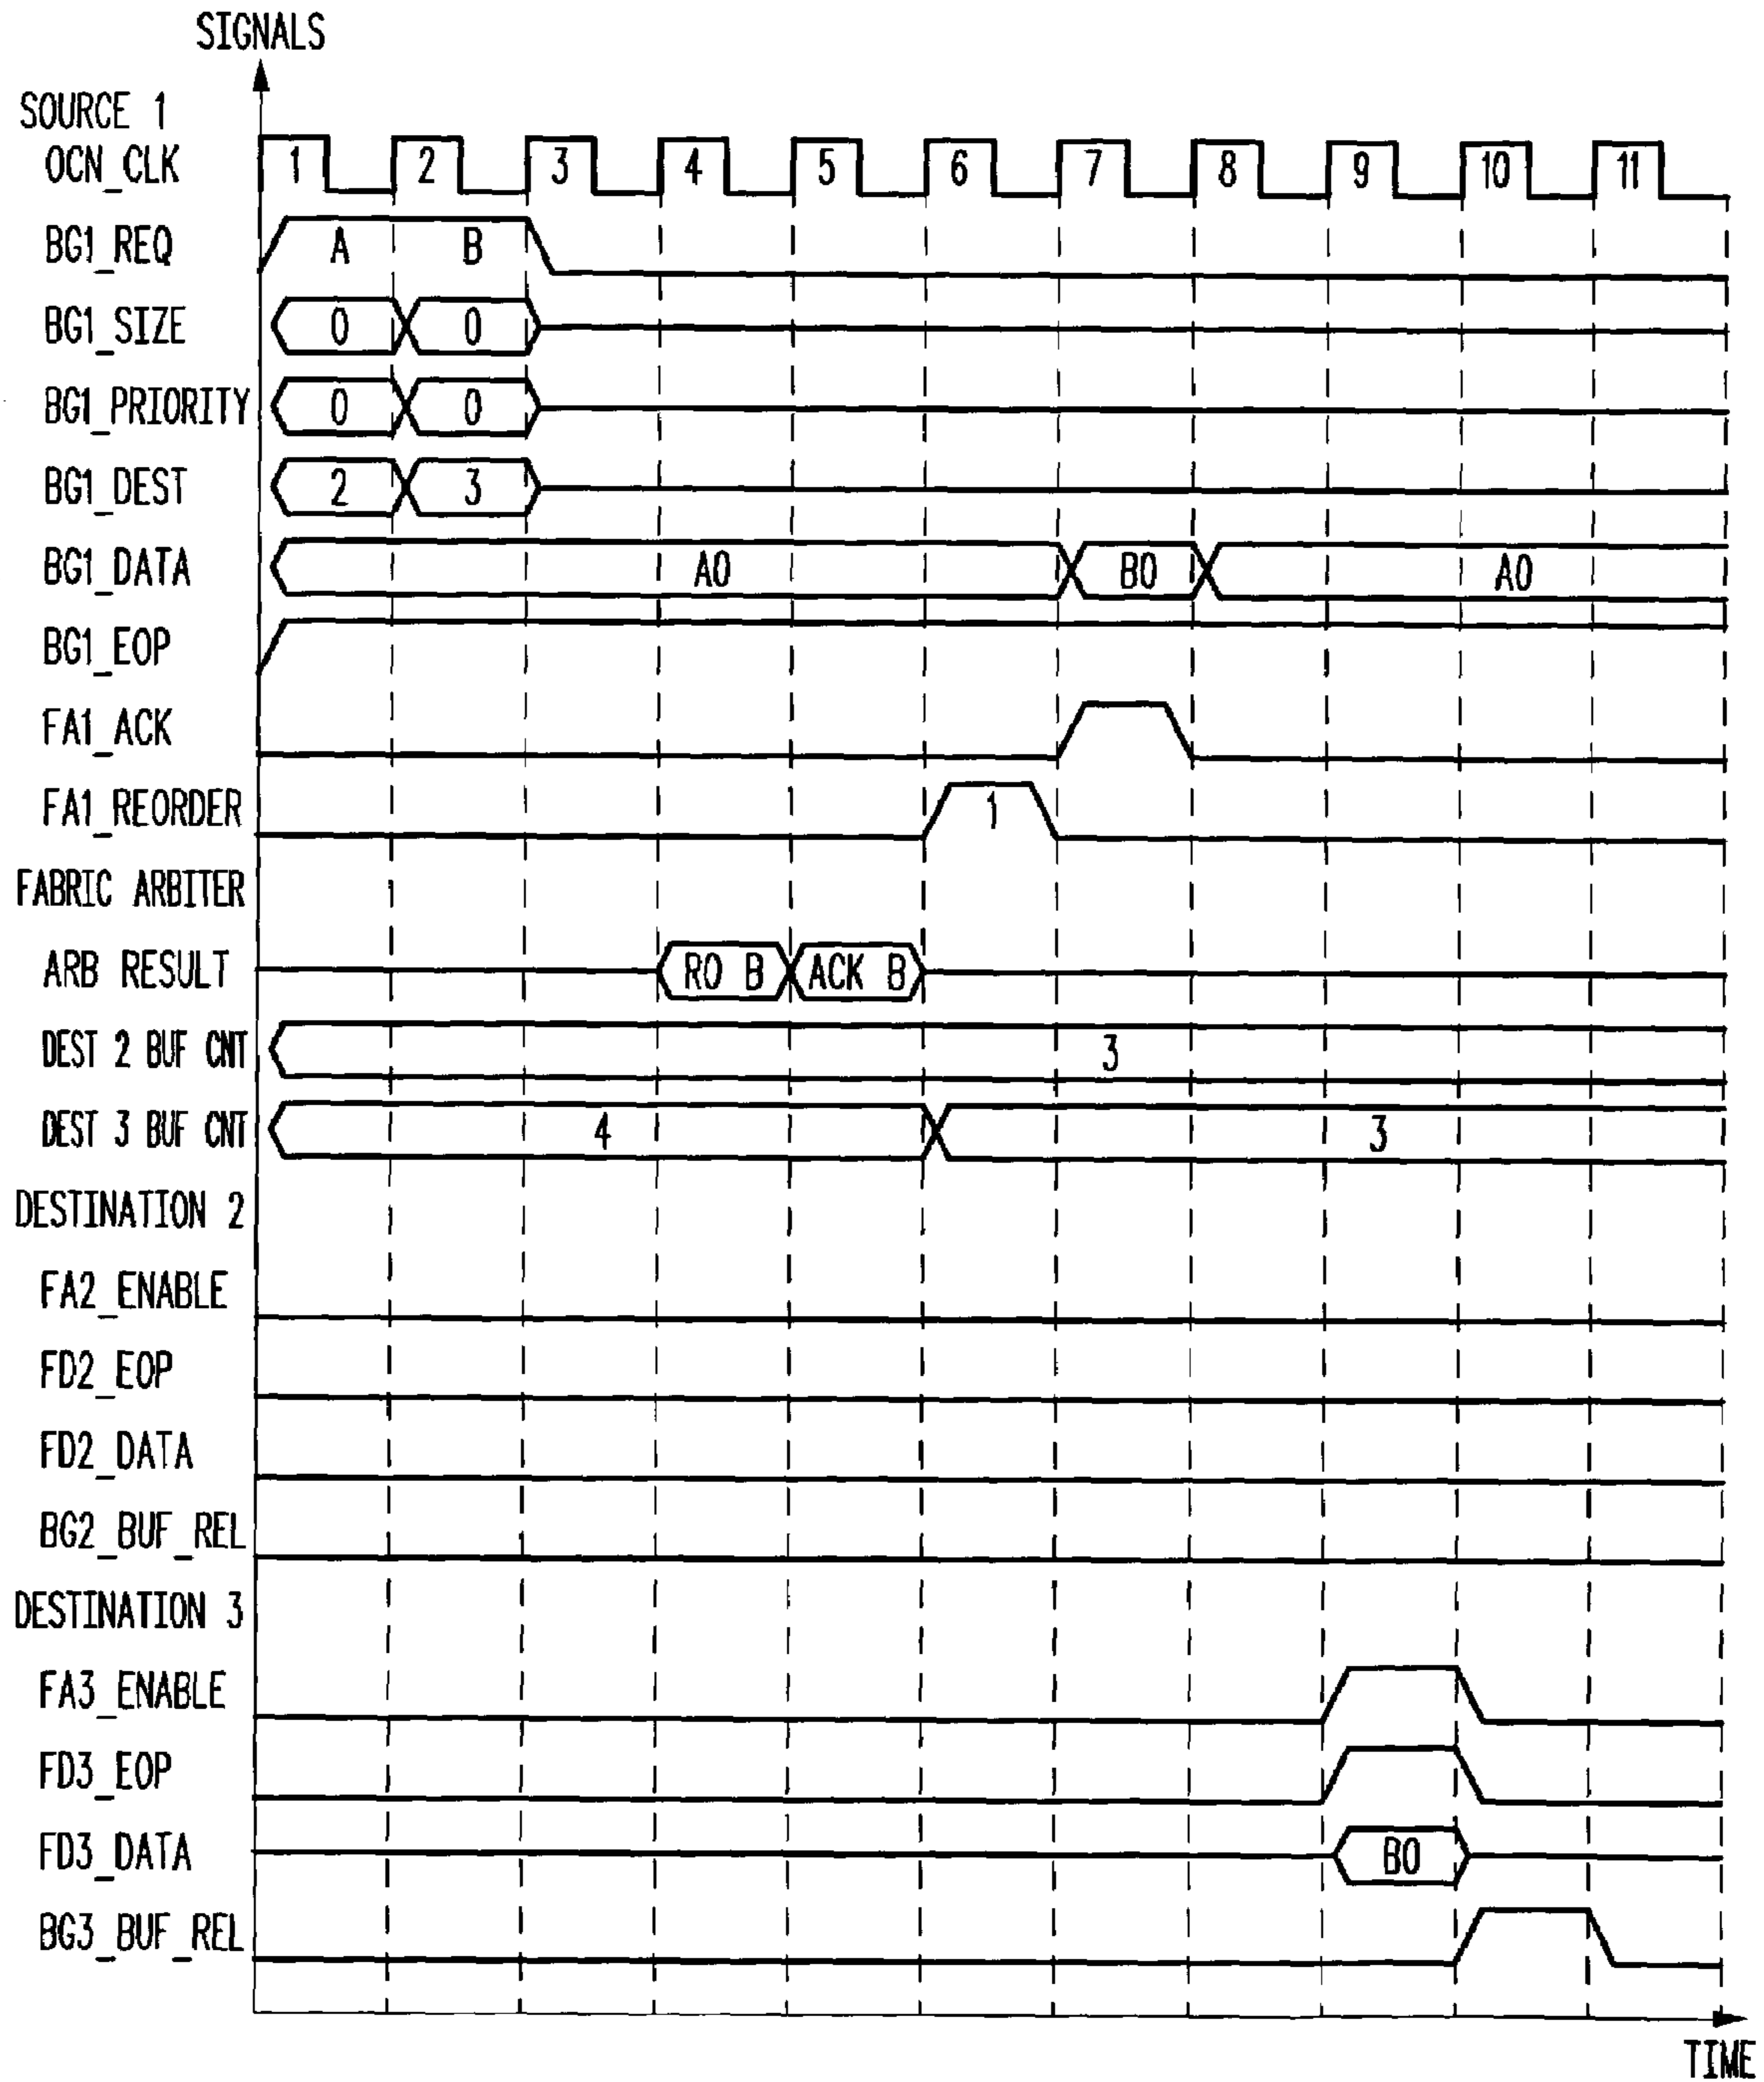 SIGNALS
SOURCE 1
OCN_CLK 1 2 3 4 5 6 7 8 9 10 11
BG1_REQ A B
BG1_SIZE 0 0
BG1_PRIORITY 0 0
BG1_DEST 2 3
BG1_DATA A0 B0 A0
BG1_EOP
FA1_ACK
FA1_REORDER 1
FABRIC ARBITER
ARB RESULT RO B ACK B
DEST 2 BUF CNT 3
DEST 3 BUF CNT 4 3
DESTINATION 2
FA2_ENABLE
FD2_EOP
FD2_DATA
BG2_BUF_REL
DESTINATION 3
FA3_ENABLE
FD3_EOP
FD3_DATA B0
BG3_BUF_REL
TIME